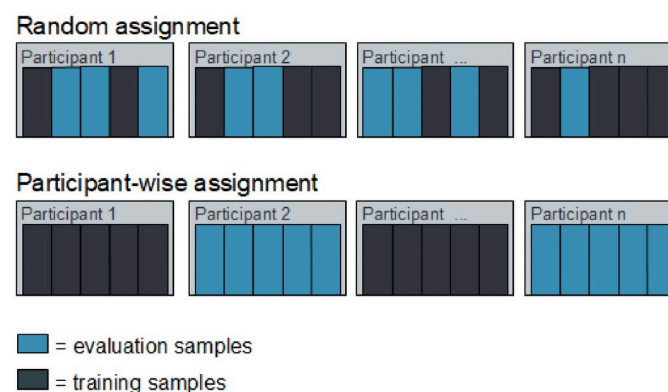 Random assignment
Participant 1
Participant 2
Participant ...
Participant n
Participant-wise assignment
Participant 1
Participant 2
Participant ...
Participant n
= evaluation samples
= training samples